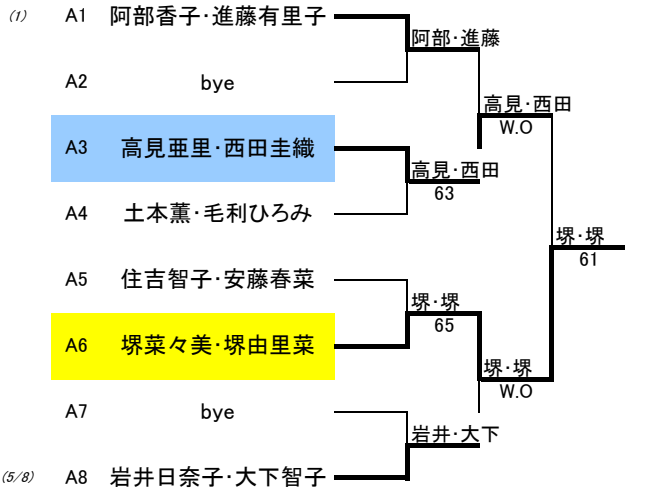 (1) A1 阿部香子・進藤有里子
阿部・進藤
A2 bye
高見・西田
W.O
A3 高見亜里・西田圭織
高見・西田
63
A4 土本薫・毛利ひろみ
堺・堺
61
A5 住吉智子・安藤春菜
堺・堺
65
A6 堺菜々美・堺由里菜
堺・堺
W.O
A7 bye
岩井・大下
(5/8) A8 岩井日奈子・大下智子